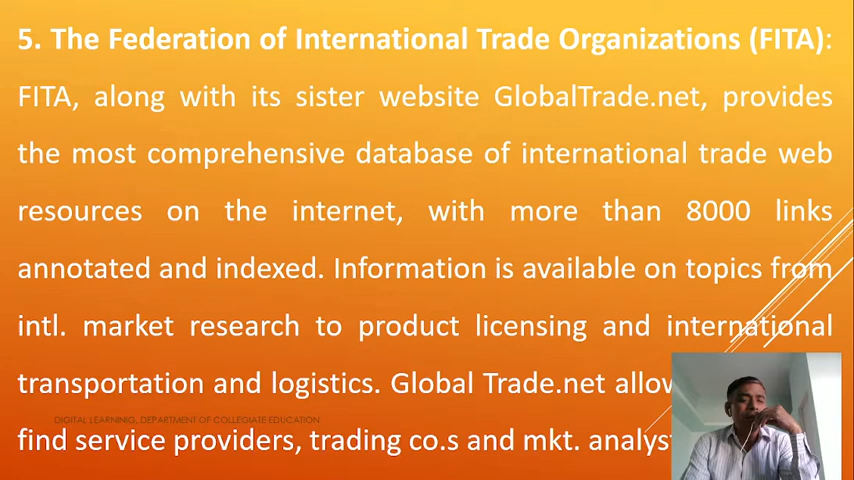 5. The Federation of International Trade Organizations (FITA):
FITA, along with its sister website GlobalTrade.net, provides
the most comprehensive database of international trade web
resources on the internet, with more than 8000 links
annotated and indexed. Information is available on topics from
intl. market research to product licensing and international
transportation and logistics. Global Trade.net
DIGITAL LEARNINIG, DEPARTMENT OF COLLEGIATE EDUCATION
find service providers, trading co.s and mkt.